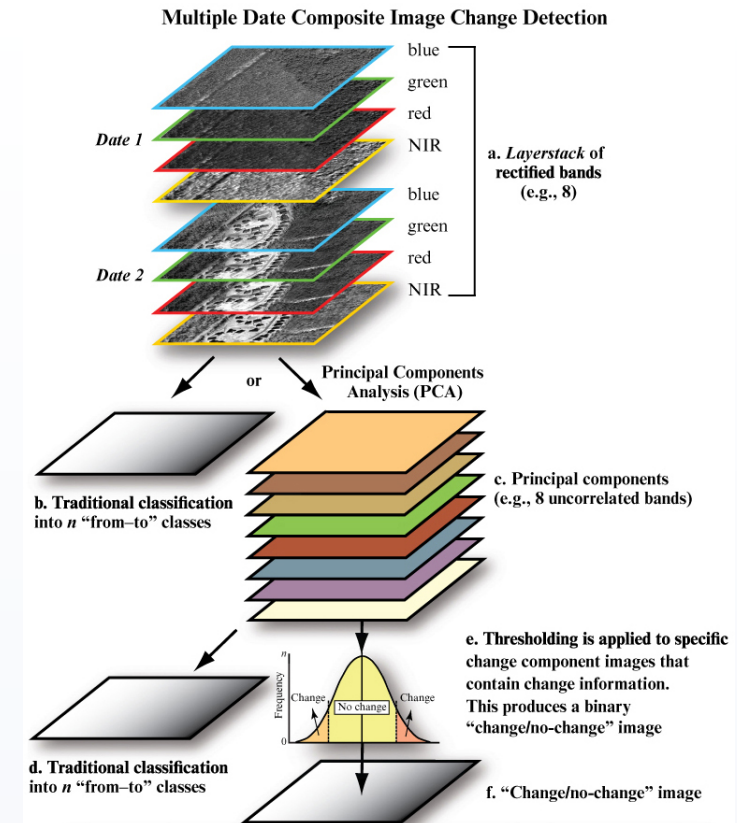 Multiple Date Composite Image Change Detection
blue
green
red
NIR
Date 1
blue
green
red
NIR
Date 2
a. Layerstack of
rectified bands
(e.g., 8)
or
Principal Components
Analysis (PCA)
b. Traditional classification
into n “from–to” classes
c. Principal components
(e.g., 8 uncorrelated bands)
d. Traditional classification
into n “from–to” classes
n
Frequency
0
Change
No change
Change
e. Thresholding is applied to specific
change component images that
contain change information.
This produces a binary
“change/no-change” image
f. “Change/no-change” image